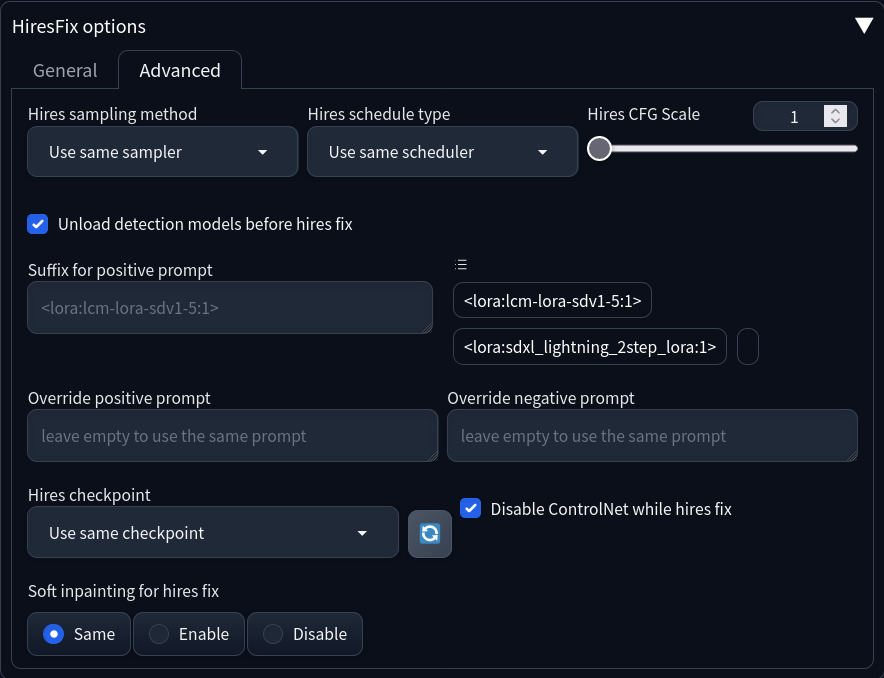 HiresFix options
General
Advanced
Hires sampling method
Hires schedule type
Hires CFG Scale
1
Use same sampler
Use same scheduler
Unload detection models before hires fix
Suffix for positive prompt
<lora:lcm-lora-sdv1-5:1>
<lora:lcm-lora-sdv1-5:1>
<lora:sdxl_lightning_2step_lora:1>
Override positive prompt
Override negative prompt
leave empty to use the same prompt
leave empty to use the same prompt
Hires checkpoint
Use same checkpoint
Disable ControlNet while hires fix
Soft inpainting for hires fix
Same
Enable
Disable